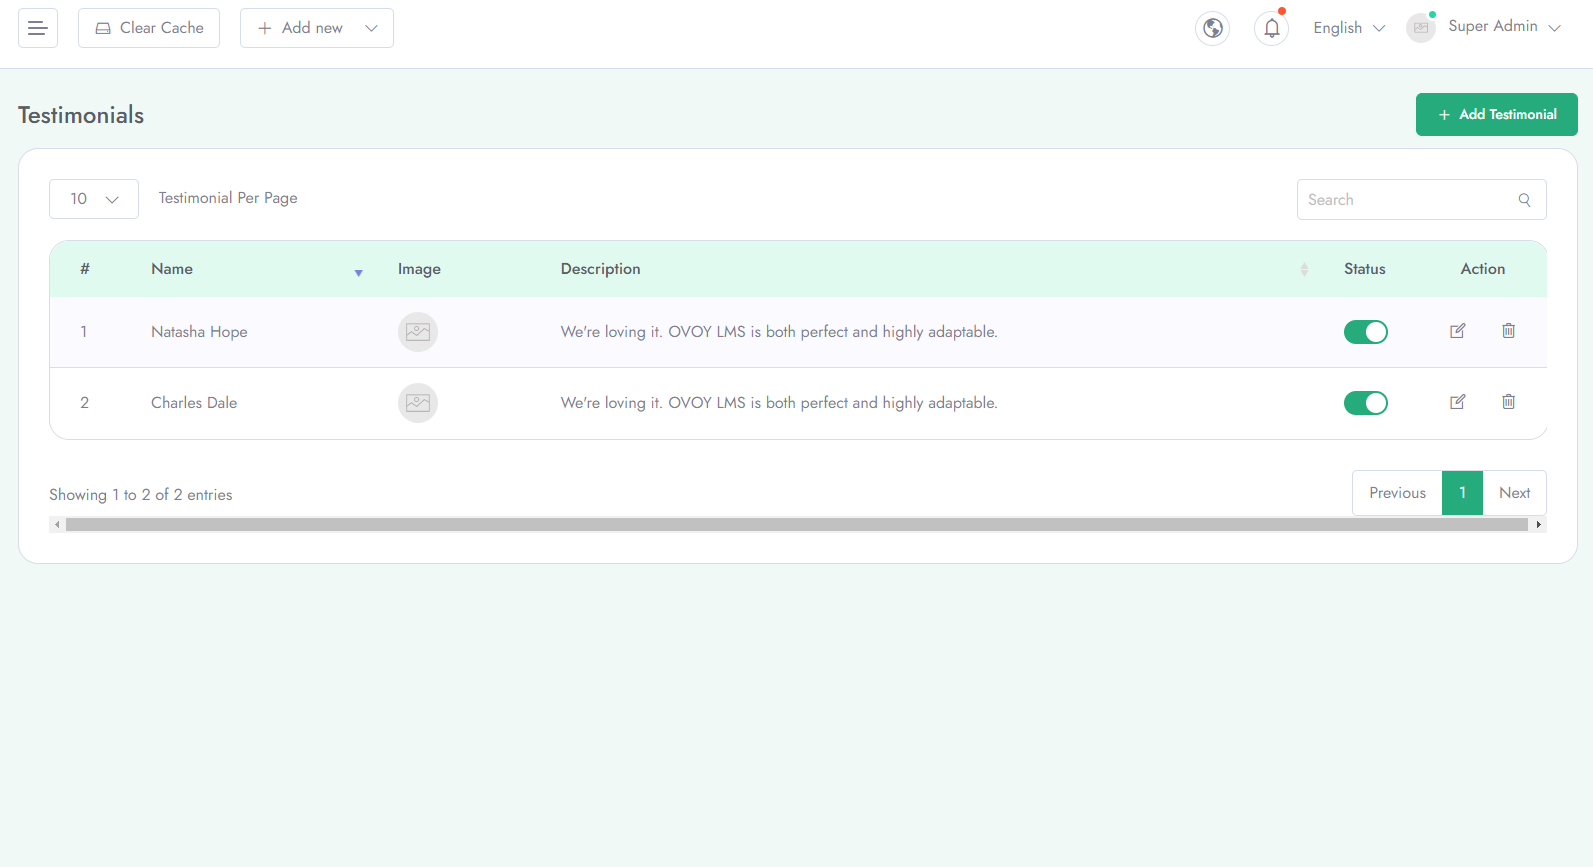 Clear Cache
Add new
English
Super Admin
Testimonials
+ Add Testimonial
10
Testimonial Per Page
Search
# Name Image Description Status Action
1 Natasha Hope We're loving it. OVOY LMS is both perfect and highly adaptable.
2 Charles Dale We're loving it. OVOY LMS is both perfect and highly adaptable.
Showing 1 to 2 of 2 entries
Previous 1 Next